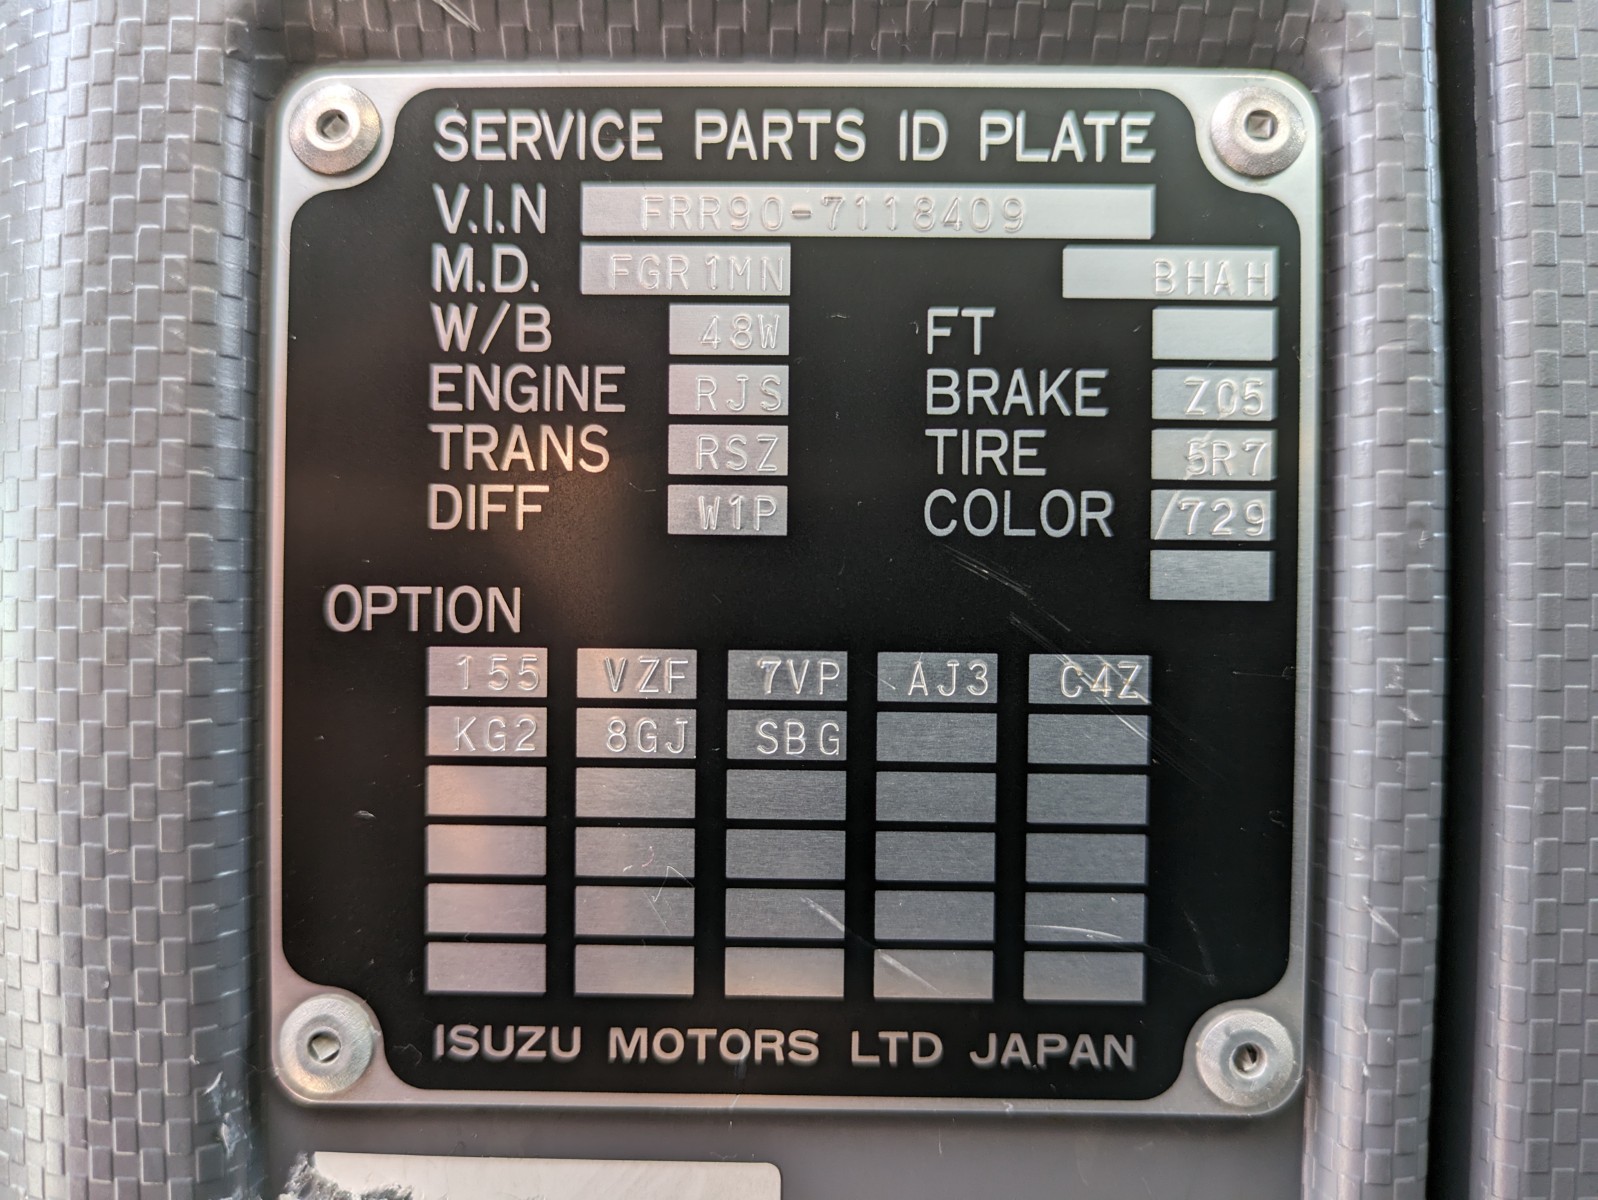 SERVICE PARTS ID PLATE
V.I.N FRR90-7118409
M.D. FGR1MN BHAH
W/B 48W FT
ENGINE RJS BRAKE Z05
TRANS RSZ TIRE 5R7
DIFF W1P COLOR /729
OPTION
155 VZF 7VP AJ3 C4Z
KG2 8GJ SBG
ISUZU MOTORS LTD JAPAN